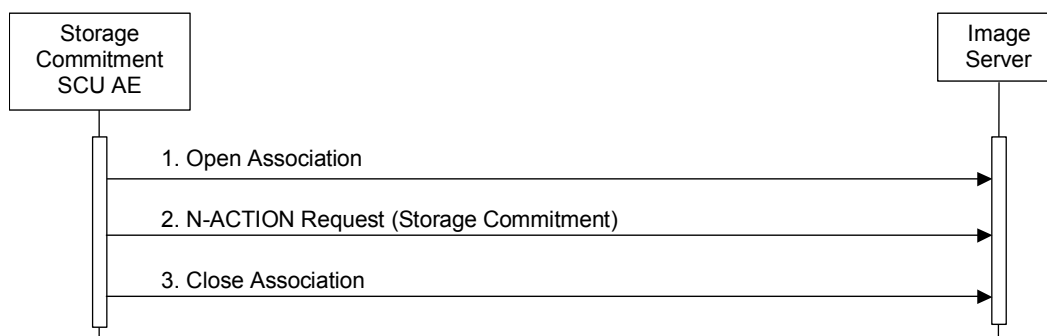 Storage
Commitment
SCU AE
Image
Server
1. Open Association
2. N-ACTION Request (Storage Commitment)
3. Close Association